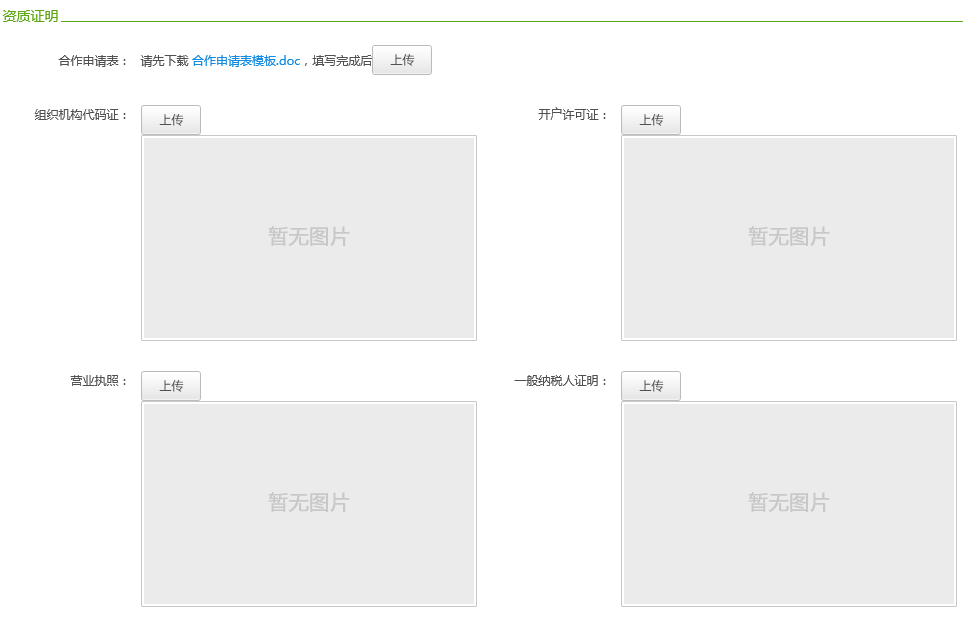 资质证明
合作申请表： 请先下载 合作申请表模板.doc，填写完成后 上传
组织机构代码证： 上传
暂无图片
开户许可证： 上传
暂无图片
营业执照： 上传
暂无图片
一般纳税人证明： 上传
暂无图片